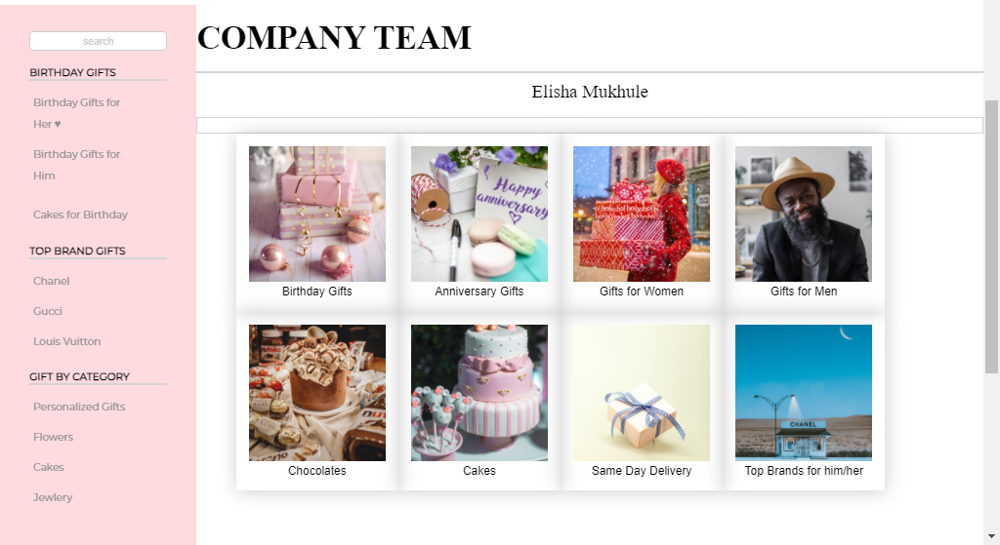 search
BIRTHDAY GIFTS
Birthday Gifts for
Her ♥
Birthday Gifts for
Him
Cakes for Birthday
TOP BRAND GIFTS
Chanel
Gucci
Louis Vuitton
GIFT BY CATEGORY
Personalized Gifts
Flowers
Cakes
Jewlery
COMPANY TEAM
Elisha Mukhule
Happy
anniversary
Birthday Gifts
Anniversary Gifts
Gifts for Women
Gifts for Men
CHANEL
Chocolates
Cakes
Same Day Delivery
Top Brands for him/her